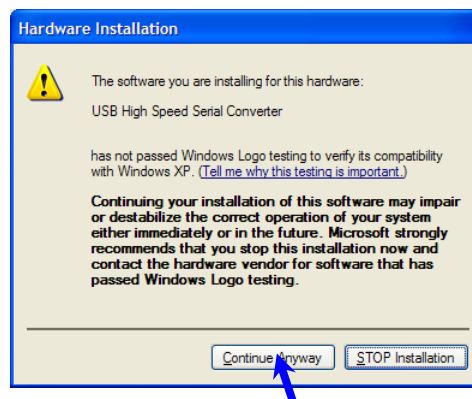 Hardware Installation
The software you are installing for this hardware:
USB High Speed Serial Converter
has not passed Windows Logo testing to verify its compatibility
with Windows XP. (Tell me why this testing is important.)
Continuing your installation of this software may impair
or destabilize the correct operation of your system
either immediately or in the future. Microsoft strongly
recommends that you stop this installation now and
contact the hardware vendor for software that has
passed Windows Logo testing.
Continue Anyway
STOP Installation